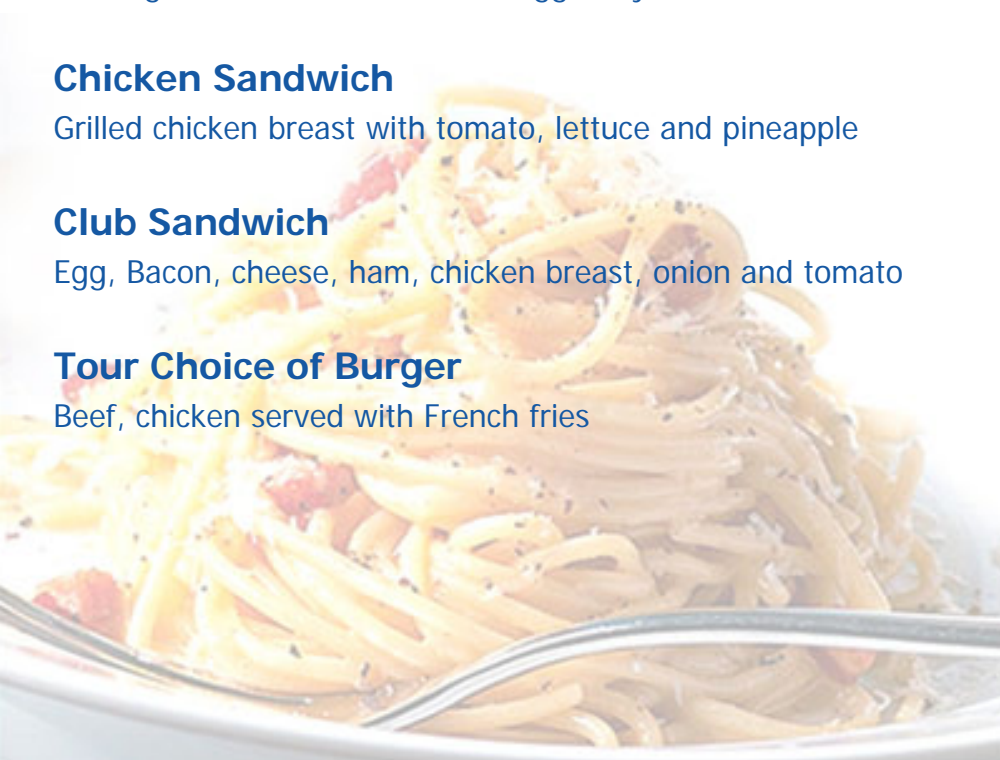 Chicken Sandwich
Grilled chicken breast with tomato, lettuce and pineapple
Club Sandwich
Egg, Bacon, cheese, ham, chicken breast, onion and tomato
Tour Choice of Burger
Beef, chicken served with French fries